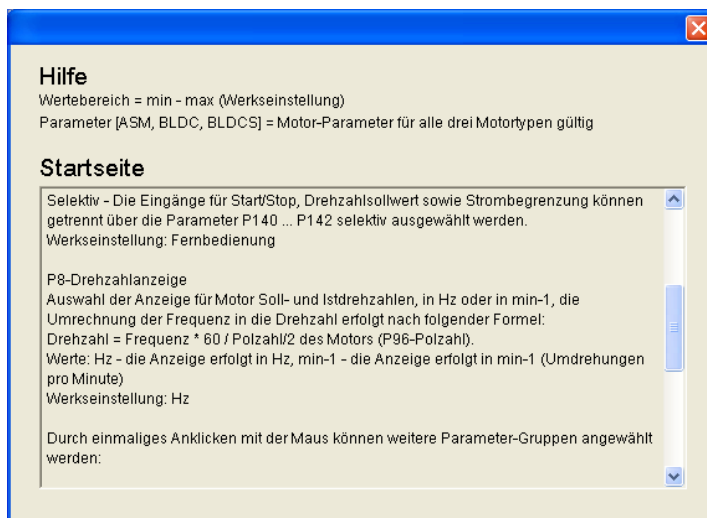 Hilfe
Wertebereich = min - max (Werkseinstellung)
Parameter [ASM, BLDC, BLDCS] = Motor-Parameter für alle drei Motortypen gültig
Startseite
Selektiv - Die Eingänge für Start/Stop, Drehzahlsollwert sowie Strombegrenzung können
getrennt über die Parameter P140 ... P142 selektiv ausgewählt werden.
Werkseinstellung: Fernbedienung
P8-Drehzahlanzeige
Auswahl der Anzeige für Motor Soll- und Istdrehzahlen, in Hz oder in min-1, die
Umrechnung der Frequenz in die Drehzahl erfolgt nach folgender Formel:
Drehzahl = Frequenz * 60 / Polzahl/2 des Motors (P96-Polzahl).
Werte: Hz - die Anzeige erfolgt in Hz, min-1 - die Anzeige erfolgt in min-1 (Umdrehungen
pro Minute)
Werkseinstellung: Hz
Durch einmaliges Anklicken mit der Maus können weitere Parameter-Gruppen angewählt
werden: